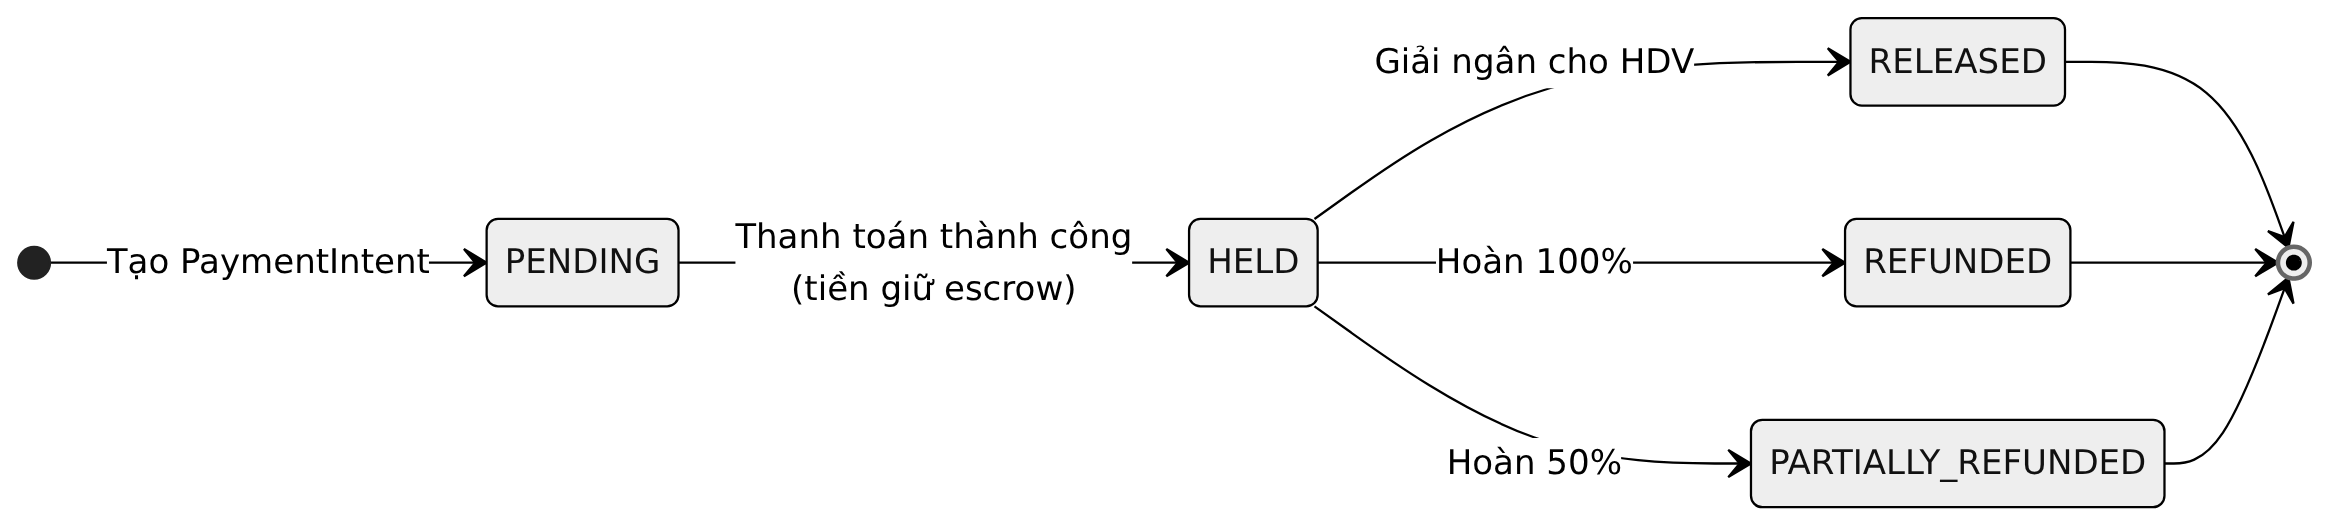 Tạo PaymentIntent
PENDING
Thanh toán thành công
(tiền giữ escrow)
HELD
Giải ngân cho HDV
RELEASED
Hoàn 100%
REFUNDED
Hoàn 50%
PARTIALLY_REFUNDED